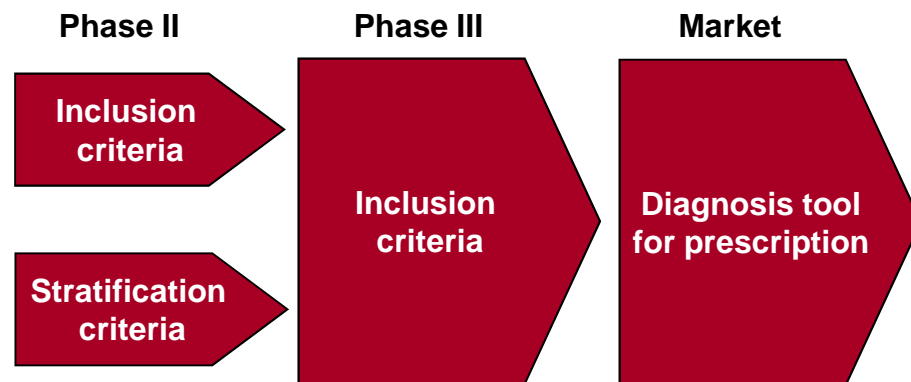 Phase II
Phase III
Market
Inclusion
criteria
Stratification
criteria
Inclusion
criteria
Diagnosis tool
for prescription